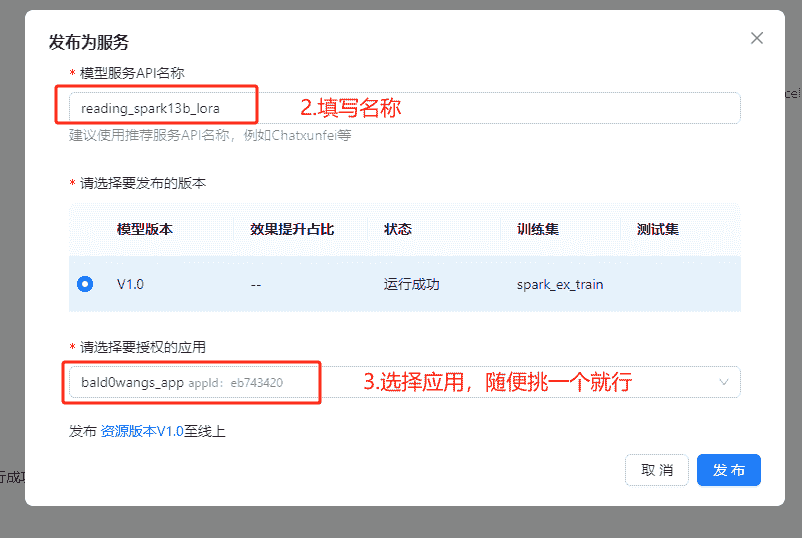 发布为服务
* 模型服务API名称
reading_spark13b_lora 2.填写名称
建议使用推荐服务API名称，例如Chatxunfei等
* 请选择要发布的版本
模型版本 效果提升占比 状态 训练集 测试集
V1.0 -- 运行成功 spark_ex_train
* 请选择要授权的应用
bald0wangs_app appId: eb743420 3.选择应用，随便挑一个就行
发布 资源版本V1.0至线上
取 消 发 布